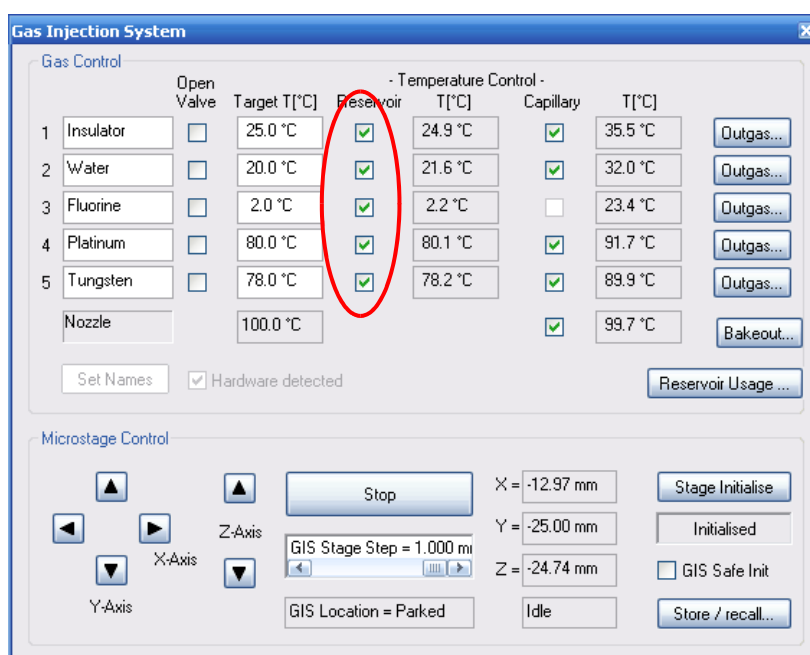 Gas Injection System
Gas Control
Open Valve Target T[°C] - Temperature Control - Reservoir T[°C] Capillary T[°C]
1 Insulator 25.0 °C 24.9 °C 35.5 °C Outgas...
2 Water 20.0 °C 21.6 °C 32.0 °C Outgas...
3 Fluorine 2.0 °C 2.2 °C 23.4 °C Outgas...
4 Platinum 80.0 °C 80.1 °C 91.7 °C Outgas...
5 Tungsten 78.0 °C 78.2 °C 89.9 °C Outgas...
Nozzle 100.0 °C 99.7 °C Bakeout...
Set Names Hardware detected Reservoir Usage ...
Microstage Control
Stop X = -12.97 mm Stage Initialise
Z-Axis Y = -25.00 mm Initialised
X-Axis GIS Stage Step = 1.000 m
Z = -24.74 mm GIS Safe Init
Y-Axis GIS Location = Parked Idle Store / recall...